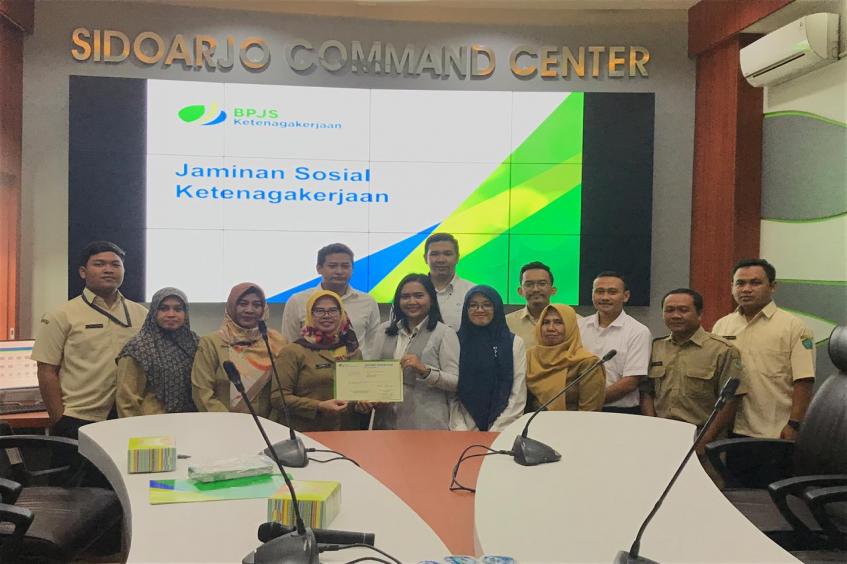 SIDOARJO COMMAND CENTER
BPJS
Ketenagakerjaan
Jaminan Sosial
Ketenagakerjaan